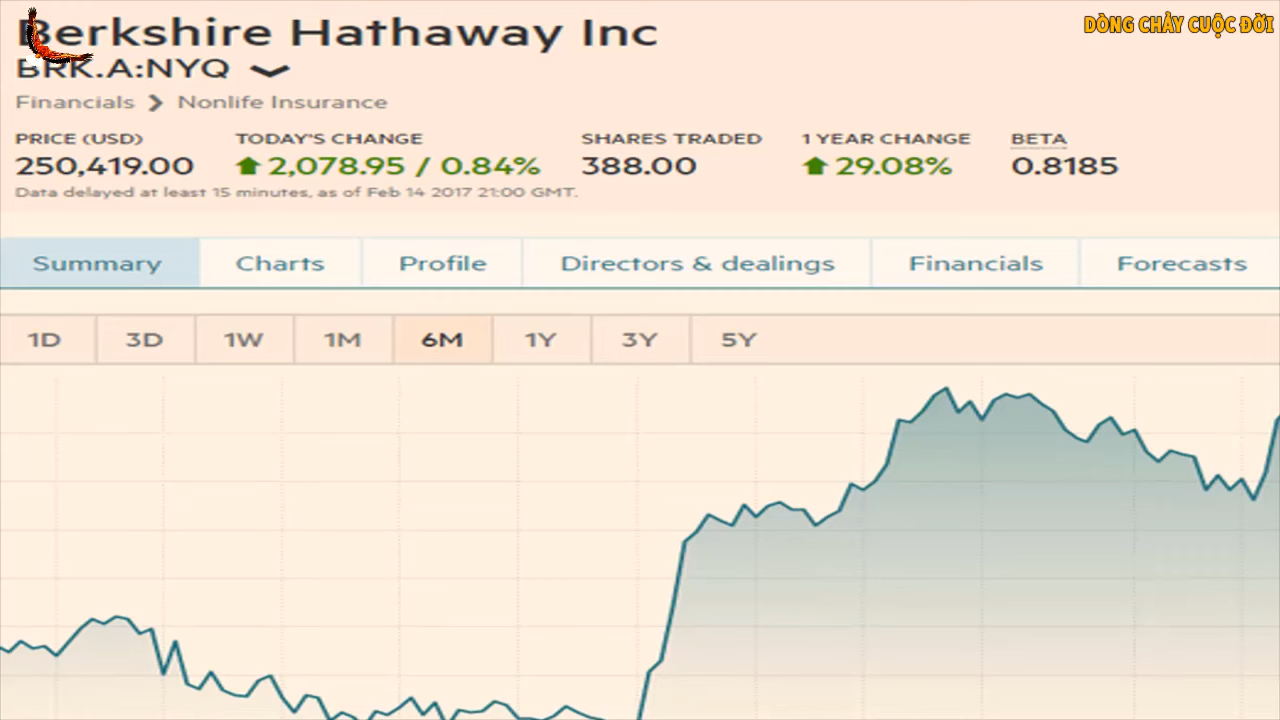 Berkshire Hathaway Inc
DÒNG CHẢY CUỘC ĐỜI
BRK.A:NYQ
Financials Nonlife Insurance
PRICE (USD) TODAY'S CHANGE SHARES TRADED 1 YEAR CHANGE BETA
250,419.00 2,078.95 / 0.84% 388.00 29.08% 0.8185
Data delayed at least 15 minutes, as of Feb 14 2017 21:00 GMT.
Summary Charts Profile Directors & dealings Financials Forecasts
1D 3D 1W 1M 6M 1Y 3Y 5Y